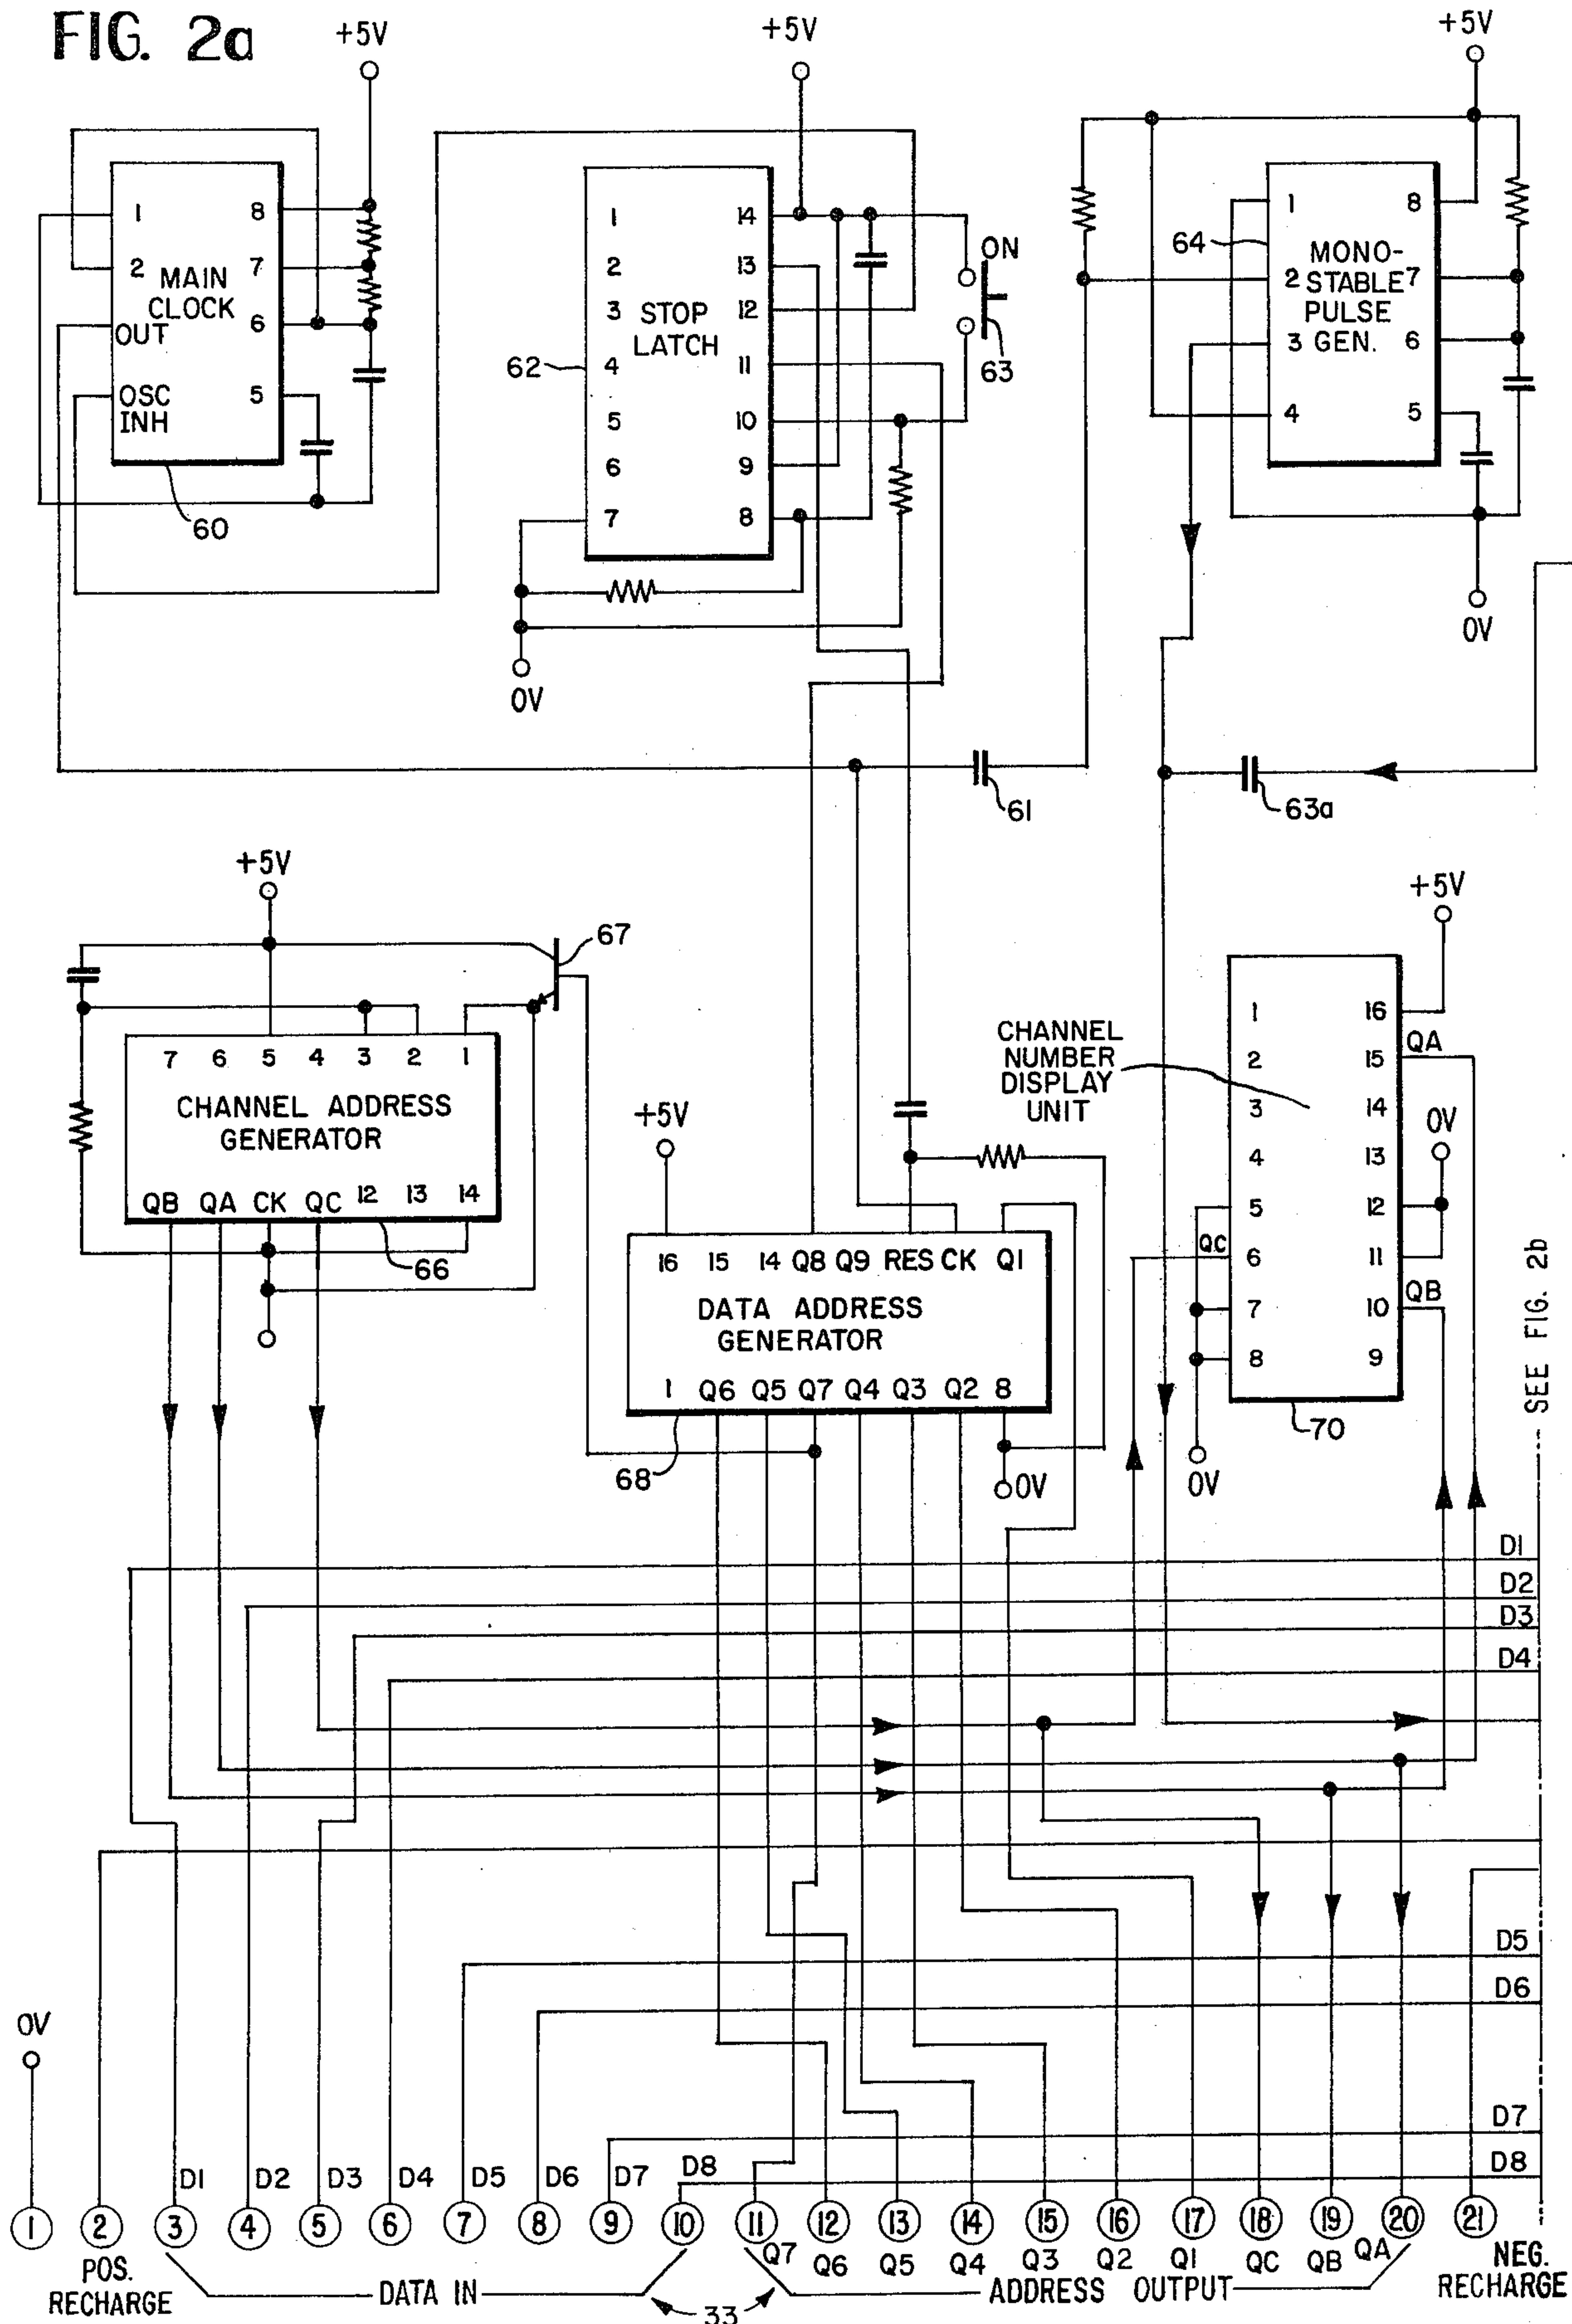 FIG. 2a
+5V
+5V
+5V
1
8
2
7
MAIN
CLOCK
OUT
6
OSC
INH
5
60
1
14
2
13
3
12
STOP
LATCH
4
11
5
10
6
9
7
8
62
ON
63
0V
64
1
8
MONO-
2
STABLE
7
PULSE
3
GEN.
6
4
5
0V
61
63a
+5V
67
7
6
5
4
3
2
1
CHANNEL ADDRESS
GENERATOR
QB
QA
CK
QC
12
13
14
66
+5V
16
15
14
Q8
Q9
RES
CK
Q1
DATA ADDRESS
GENERATOR
1
Q6
Q5
Q7
Q4
Q3
Q2
8
68
0V
CHANNEL
NUMBER
DISPLAY
UNIT
+5V
1
16
2
15
QA
3
14
0V
4
13
5
12
QC
6
11
7
10
QB
8
9
70
0V
SEE FIG. 2b
D1
D2
D3
D4
D5
D6
D7
D8
0V
D1
D2
D3
D4
D5
D6
D7
D8
1
2
3
4
5
6
7
8
9
10
11
12
13
14
15
16
17
18
19
20
21
Q7
Q6
Q5
Q4
Q3
Q2
Q1
QC
QB
QA
POS.
RECHARGE
DATA IN
33
ADDRESS OUTPUT
NEG.
RECHARGE